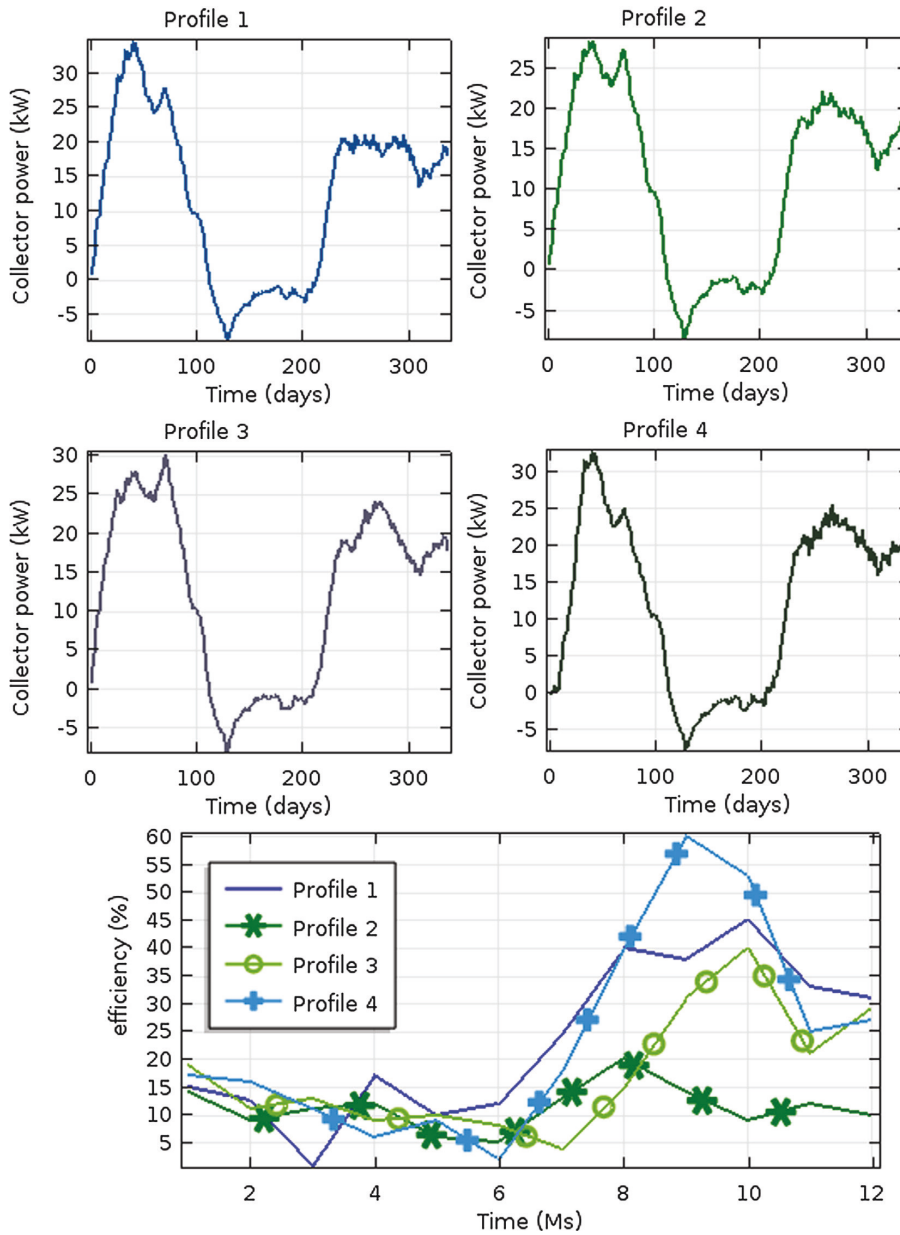 Profile 1
Collector power (kW)
30
25
20
15
10
5
0
-5
0 100 200 300
Time (days)
Profile 2
Collector power (kW)
25
20
15
10
5
0
-5
0 100 200 300
Time (days)
Profile 3
Collector power (kW)
30
25
20
15
10
5
0
-5
0 100 200 300
Time (days)
Profile 4
Collector power (kW)
30
25
20
15
10
5
0
-5
0 100 200 300
Time (days)
efficiency (%)
60
55
50
45
40
35
30
25
20
15
10
5
Profile 1
Profile 2
Profile 3
Profile 4
2 4 6 8 10 12
Time (Ms)